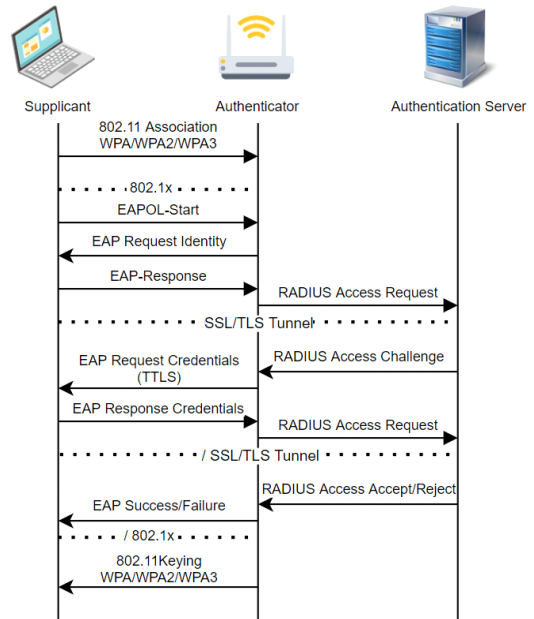 Supplicant
Authenticator
Authentication Server
802.11 Association
WPA/WPA2/WPA3
802.1x
EAPOL-Start
EAP Request Identity
EAP-Response
RADIUS Access Request
SSL/TLS Tunnel
RADIUS Access Challenge
EAP Request Credentials
(TTLS)
EAP Response Credentials
RADIUS Access Request
/ SSL/TLS Tunnel
RADIUS Access Accept/Reject
EAP Success/Failure
/ 802.1x
802.11Keying
WPA/WPA2/WPA3